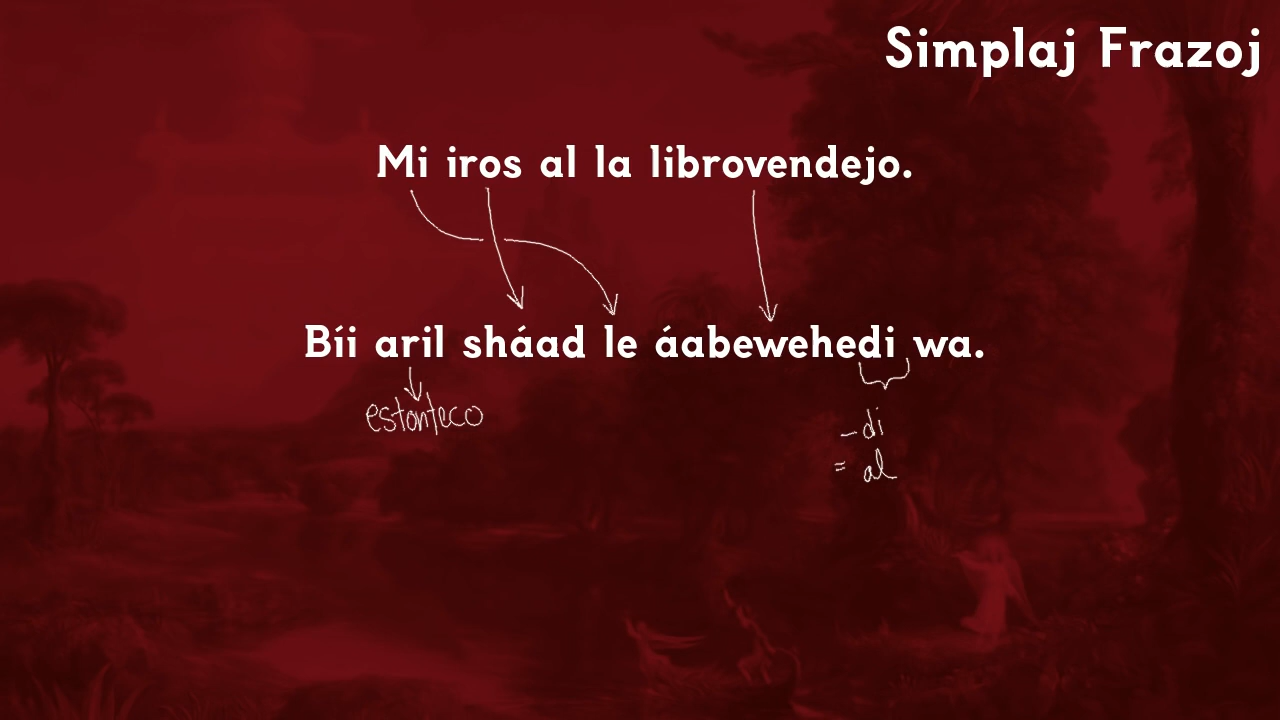 Simplaj Frazoj
Mi iros al la librovendejo.
Bíi aril sháad le áabewehedi wa.
estonteco
-di
= al